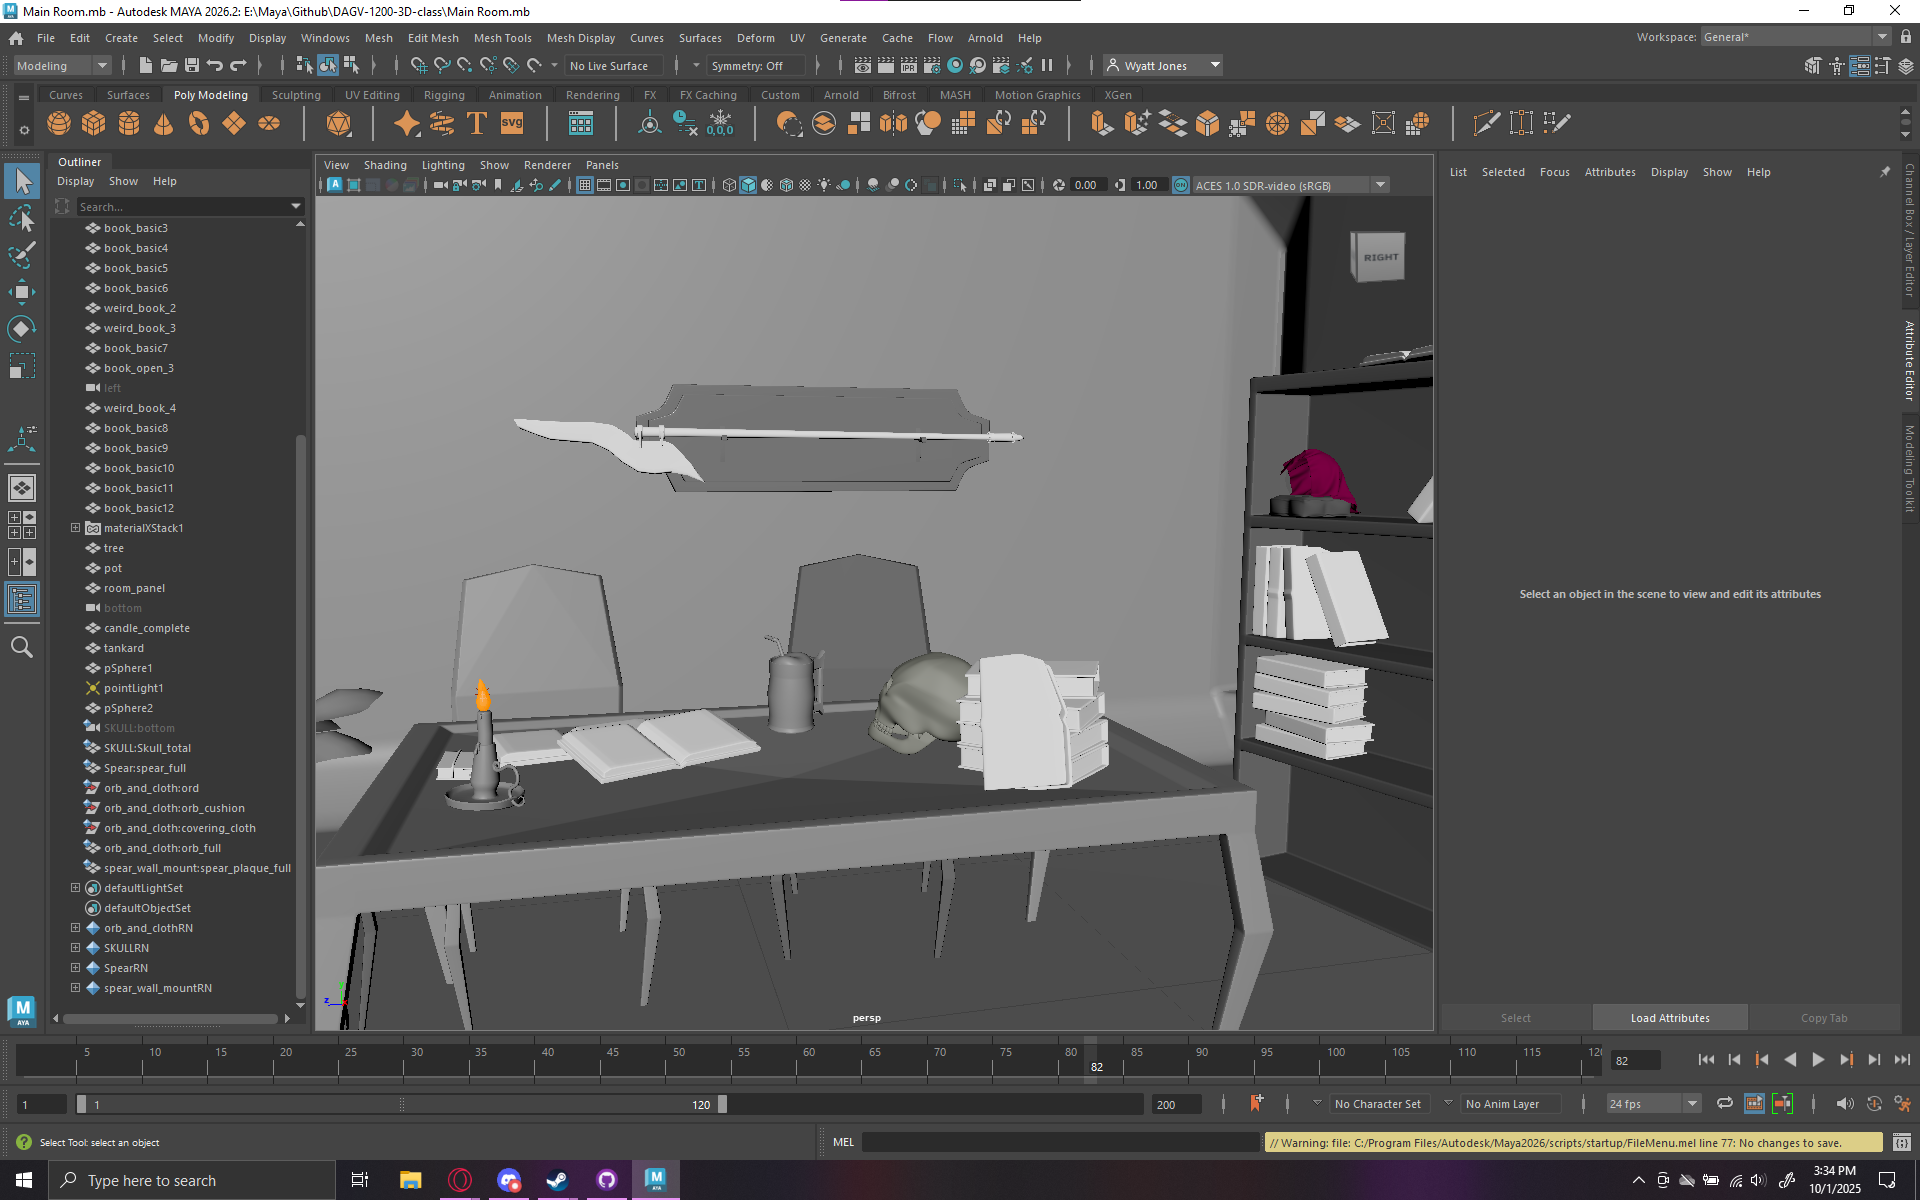 Main Room.mb - Autodesk MAYA 2026.2: E:\Maya\Github\DAGV-1200-3D-class\Main Room.mb
File Edit Create Select Modify Display Windows Mesh Edit Mesh Mesh Tools Mesh Display Curves Surfaces Deform UV Generate Cache Flow Arnold Help
Workspace: General*
Modeling No Live Surface Symmetry: Off IPR Wyatt Jones
Curves Surfaces Poly Modeling Sculpting UV Editing Rigging Animation Rendering FX FX Caching Custom Arnold Bifrost MASH Motion Graphics XGen
T svg 0,0,0
Outliner
Display Show Help
Search...
book_basic3
book_basic4
book_basic5
book_basic6
weird_book_2
weird_book_3
book_basic7
book_open_3
left
weird_book_4
book_basic8
book_basic9
book_basic10
book_basic11
book_basic12
materialXStack1
tree
pot
room_panel
bottom
candle_complete
tankard
pSphere1
pointLight1
pSphere2
SKULL:bottom
SKULL:Skull_total
Spear:spear_full
orb_and_cloth:ord
orb_and_cloth:orb_cushion
orb_and_cloth:covering_cloth
orb_and_cloth:orb_full
spear_wall_mount:spear_plaque_full
defaultLightSet
defaultObjectSet
orb_and_clothRN
SKULLRN
SpearRN
spear_wall_mountRN
View Shading Lighting Show Renderer Panels
0.00 1.00 ACES 1.0 SDR-video (sRGB)
RIGHT
persp
z
List Selected Focus Attributes Display Show Help
Select an object in the scene to view and edit its attributes
Select Load Attributes Copy Tab
Channel Box / Layer Editor
Attribute Editor
Modeling Toolkit
M
AYA
5 10 15 20 25 30 35 40 45 50 55 60 65 70 75 80 85 90 95 100 105 110 115 120
82
82
1 1 120 200 No Character Set No Anim Layer 24 fps
Select Tool: select an object
MEL
// Warning: file: C:/Program Files/Autodesk/Maya2026/scripts/startup/FileMenu.mel line 77: No changes to save.
Type here to search
3:34 PM
10/1/2025